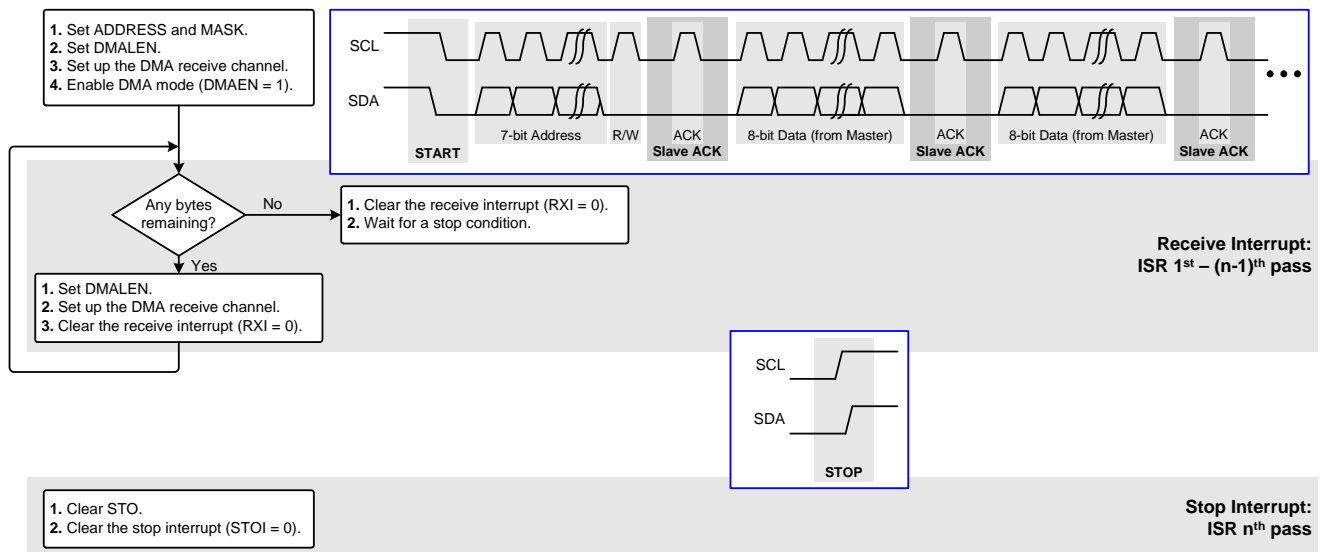 1. Set ADDRESS and MASK.
2. Set DMALEN.
3. Set up the DMA receive channel.
4. Enable DMA mode (DMAEN = 1).
SCL
SDA
7-bit Address
R/W
ACK
8-bit Data (from Master)
ACK
8-bit Data (from Master)
ACK
START
Slave ACK
Slave ACK
Slave ACK
Any bytes
remaining?
No
1. Clear the receive interrupt (RXI = 0).
2. Wait for a stop condition.
Receive Interrupt:
ISR 1st – (n-1)th pass
Yes
1. Set DMALEN.
2. Set up the DMA receive channel.
3. Clear the receive interrupt (RXI = 0).
SCL
SDA
STOP
1. Clear STO.
2. Clear the stop interrupt (STOI = 0).
Stop Interrupt:
ISR nth pass